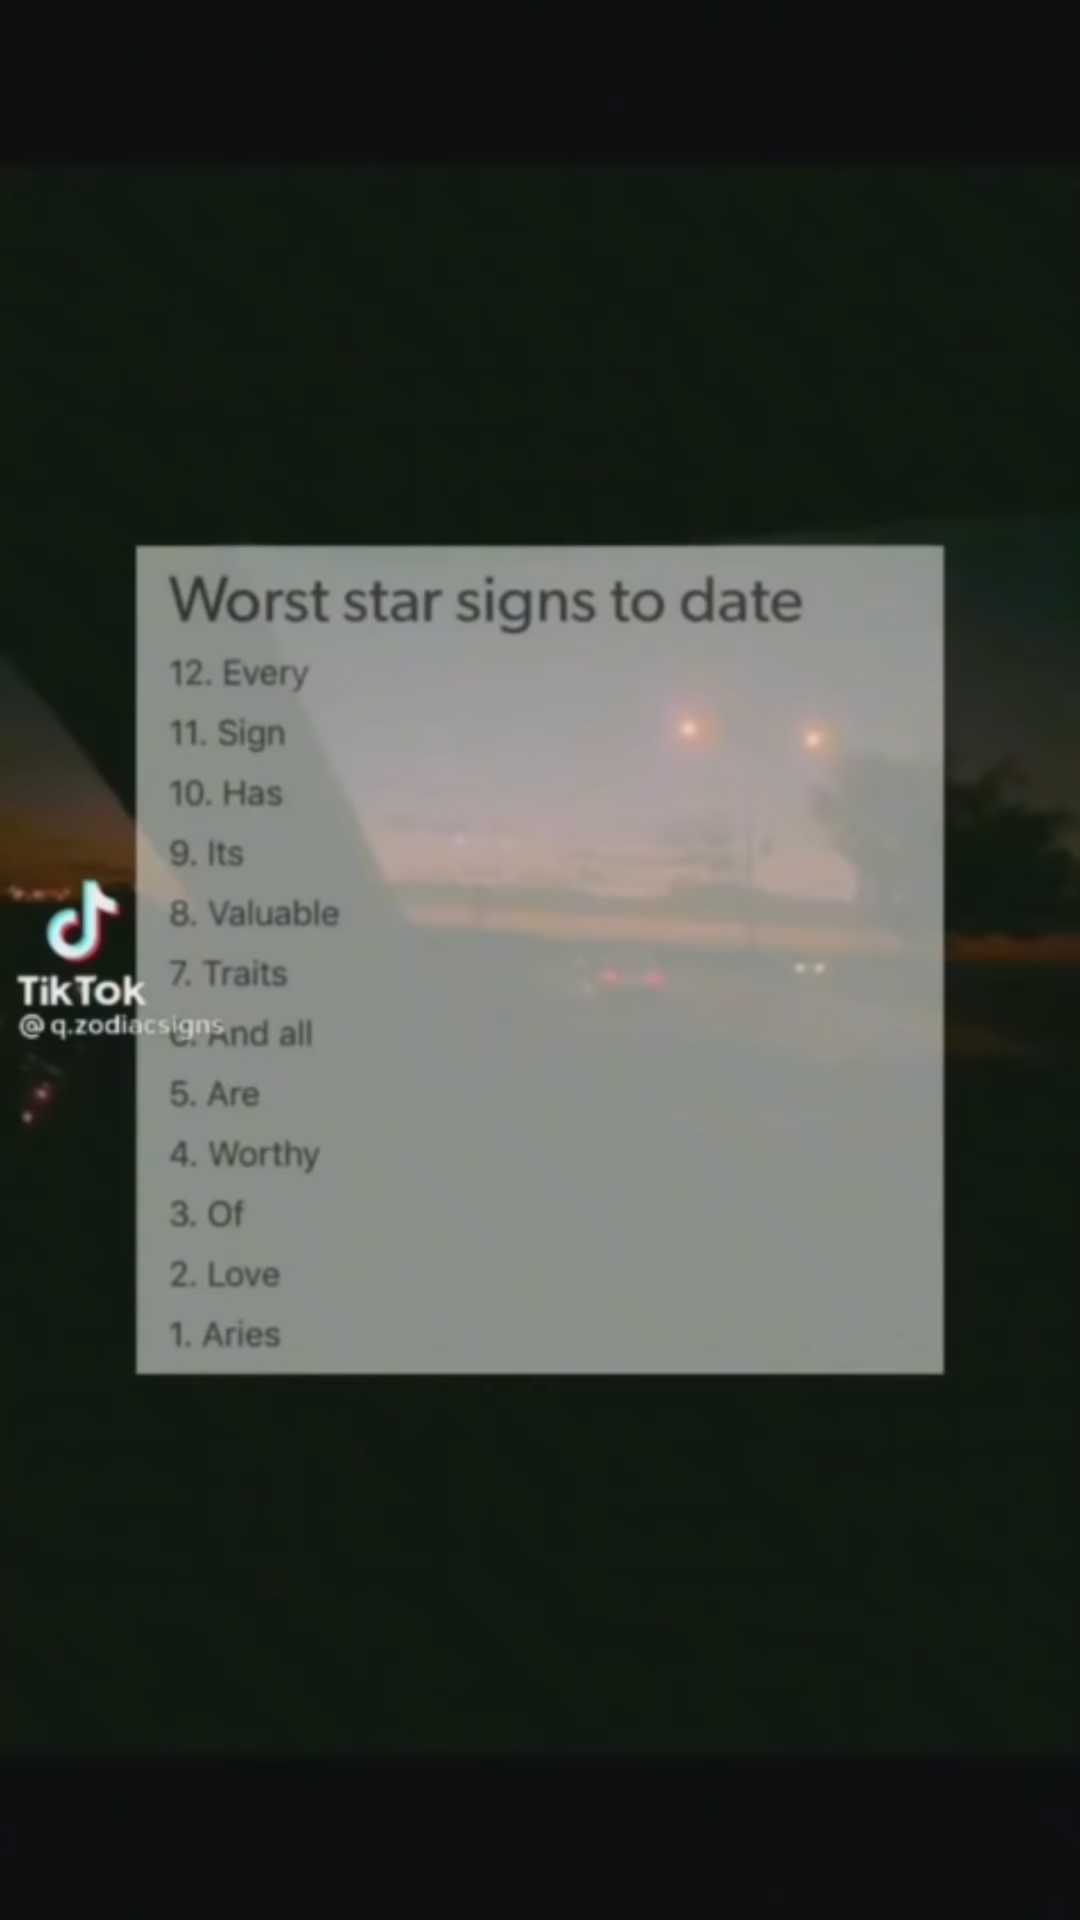 Worst star signs to date
12. Every
11. Sign
10. Has
9. Its
8. Valuable
7. Traits
6. And all
5. Are
4. Worthy
3. Of
2. Love
1. Aries
TikTok
@q.zodiacsigns